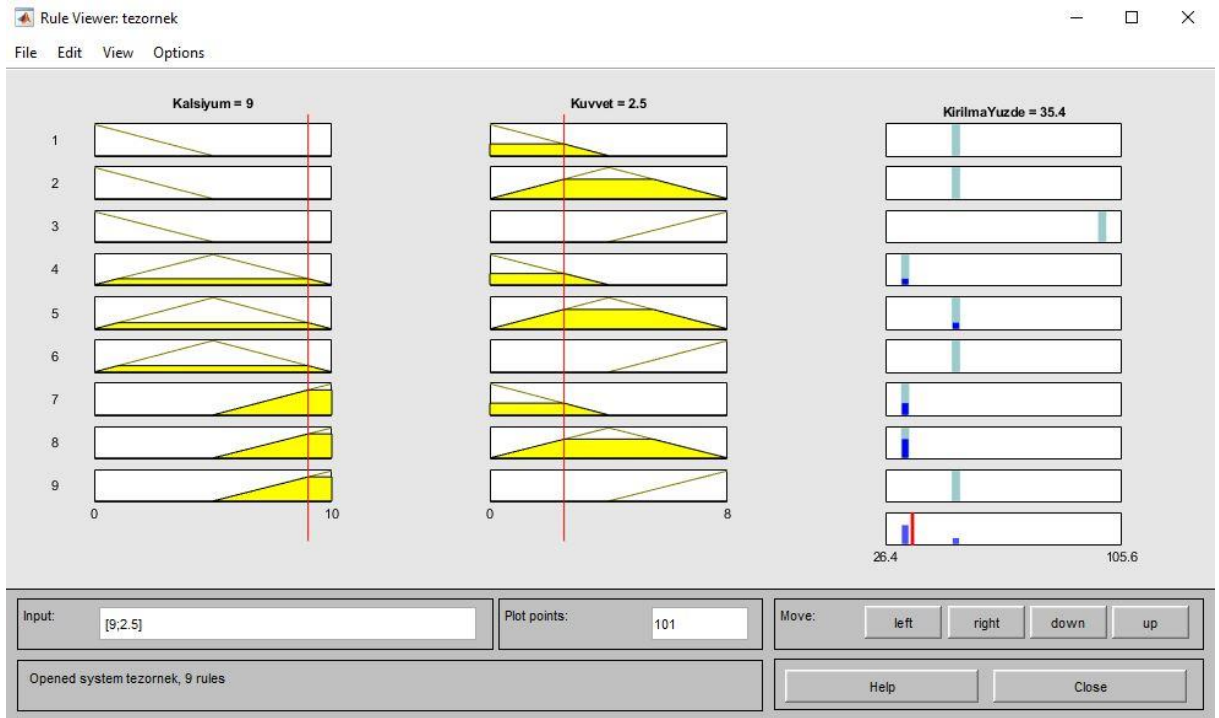 Rule Viewer: tezornek
File Edit View Options
Kalsiyum = 9
Kuvvet = 2.5
KirilmaYuzde = 35.4
1
2
3
4
5
6
7
8
9
0 10
0 8
26.4 105.6
Input: [9;2.5]
Plot points: 101
Move: left right down up
Opened system tezornek, 9 rules
Help Close